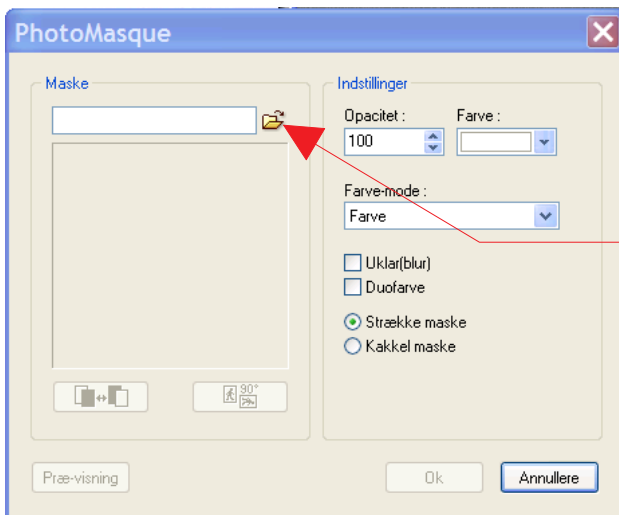 PhotoMasque
Maske
Indstillinger
Opacitet :
Farve :
100
Farve-mode :
Farve
Uklar(blur)
Duofarve
Strække maske
Kakkel maske
90°
Præ-visning
Ok
Annullere